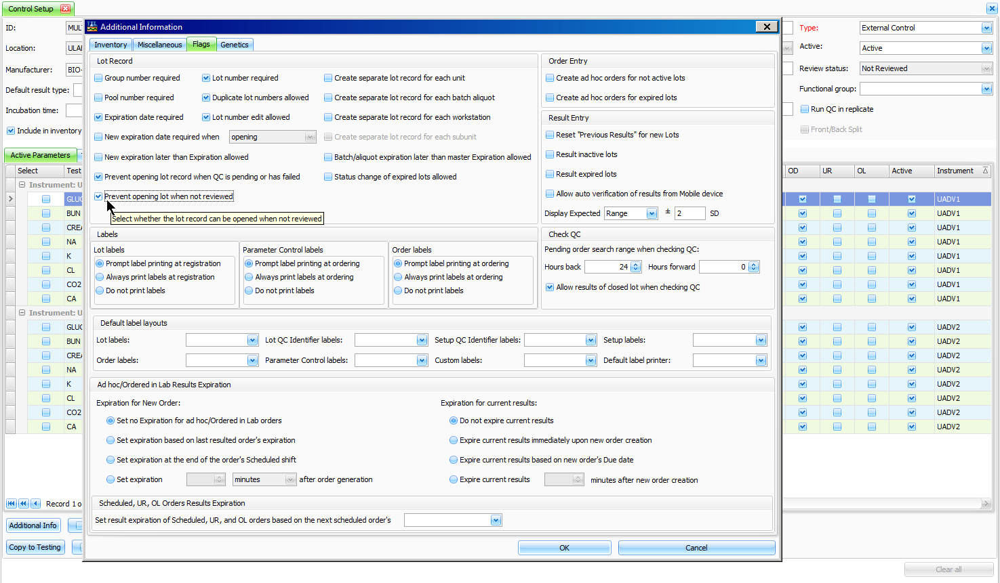 Control Setup
ID:
MUL
Location:
ULAB
Manufacturer:
BIO-
Default result type:
Incubation time:
Include in inventory
Active Parameters
Select
Test
Instrument: U
GLUC
BUN
CREA
NA
K
CL
CO2
CA
Instrument: U
GLUC
BUN
CREA
NA
K
CL
CO2
CA
Record 1 o
Additional Info
Copy to Testing
Additional Information
Inventory
Miscellaneous
Flags
Genetics
Lot Record
Group number required
Lot number required
Create separate lot record for each unit
Pool number required
Duplicate lot numbers allowed
Create separate lot record for each batch aliquot
Expiration date required
Lot number edit allowed
Create separate lot record for each workstation
New expiration date required when
opening
Create separate lot record for each subunit
New expiration later than Expiration allowed
Batch/aliquot expiration later than master Expiration allowed
Prevent opening lot record when QC is pending or has failed
Status change of expired lots allowed
Prevent opening lot when not reviewed
Select whether the lot record can be opened when not reviewed
Order Entry
Create ad hoc orders for not active lots
Create ad hoc orders for expired lots
Result Entry
Reset "Previous Results" for new Lots
Result inactive lots
Result expired lots
Allow auto verification of results from Mobile device
Display Expected
Range
±
2
SD
Labels
Lot labels
Prompt label printing at registration
Always print labels at registration
Do not print labels
Parameter Control labels
Prompt label printing at ordering
Always print labels at ordering
Do not print labels
Order labels
Prompt label printing at ordering
Always print labels at ordering
Do not print labels
Check QC
Pending order search range when checking QC:
Hours back
24
Hours forward
0
Allow results of closed lot when checking QC
Default label layouts
Lot labels:
Lot QC Identifier labels:
Setup QC Identifier labels:
Setup labels:
Order labels:
Parameter Control labels:
Custom labels:
Default label printer:
Ad hoc/Ordered in Lab Results Expiration
Expiration for New Order:
Set no Expiration for ad hoc/Ordered in Lab orders
Set expiration based on last resulted order's expiration
Set expiration at the end of the order's Scheduled shift
Set expiration
minutes
after order generation
Expiration for current results:
Do not expire current results
Expire current results immediately upon new order creation
Expire current results based on new order's Due date
Expire current results
minutes after new order creation
Scheduled, UR, OL Orders Results Expiration
Set result expiration of Scheduled, UR, and OL orders based on the next scheduled order's
OK
Cancel
Type:
External Control
Active:
Active
Review status:
Not Reviewed
Functional group:
Run QC in replicate
Front/Back Split
OD
UR
OL
Active
Instrument
UADV1
UADV1
UADV1
UADV1
UADV1
UADV1
UADV1
UADV1
UADV2
UADV2
UADV2
UADV2
UADV2
UADV2
UADV2
UADV2
Clear all